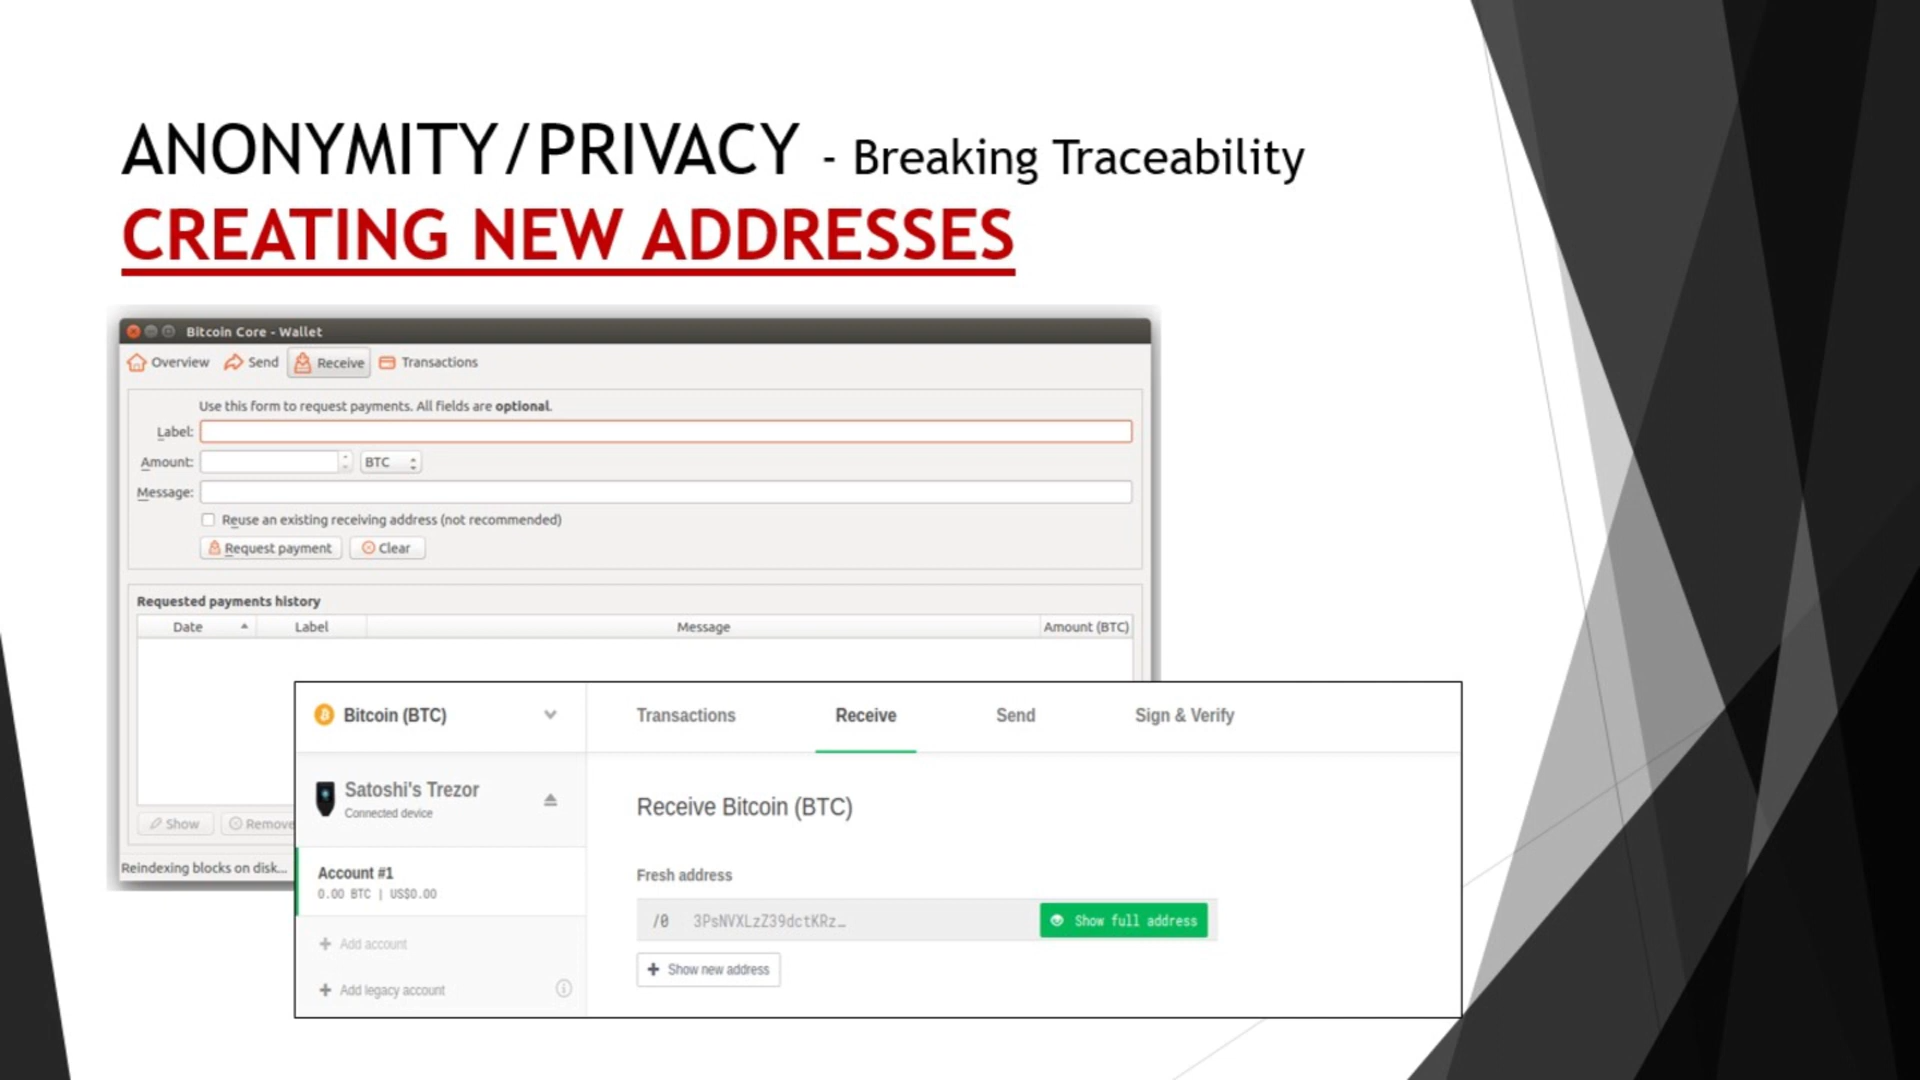 ANONYMITY/PRIVACY - Breaking Traceability
CREATING NEW ADDRESSES
Bitcoin Core - Wallet
Overview Send Receive Transactions
Use this form to request payments. All fields are optional.
Label:
Amount: BTC
Message:
Reuse an existing receiving address (not recommended)
Request payment Clear
Requested payments history
Date Label Message Amount (BTC)
Show Remove
Reindexing blocks on disk...
Bitcoin (BTC) Transactions Receive Send Sign & Verify
Satoshi's Trezor
Connected device
Receive Bitcoin (BTC)
Account #1
0.00 BTC | US$0.00
Fresh address
/0 3PsNVXLzZ39dctKRz… Show full address
Add account
Show new address
Add legacy account